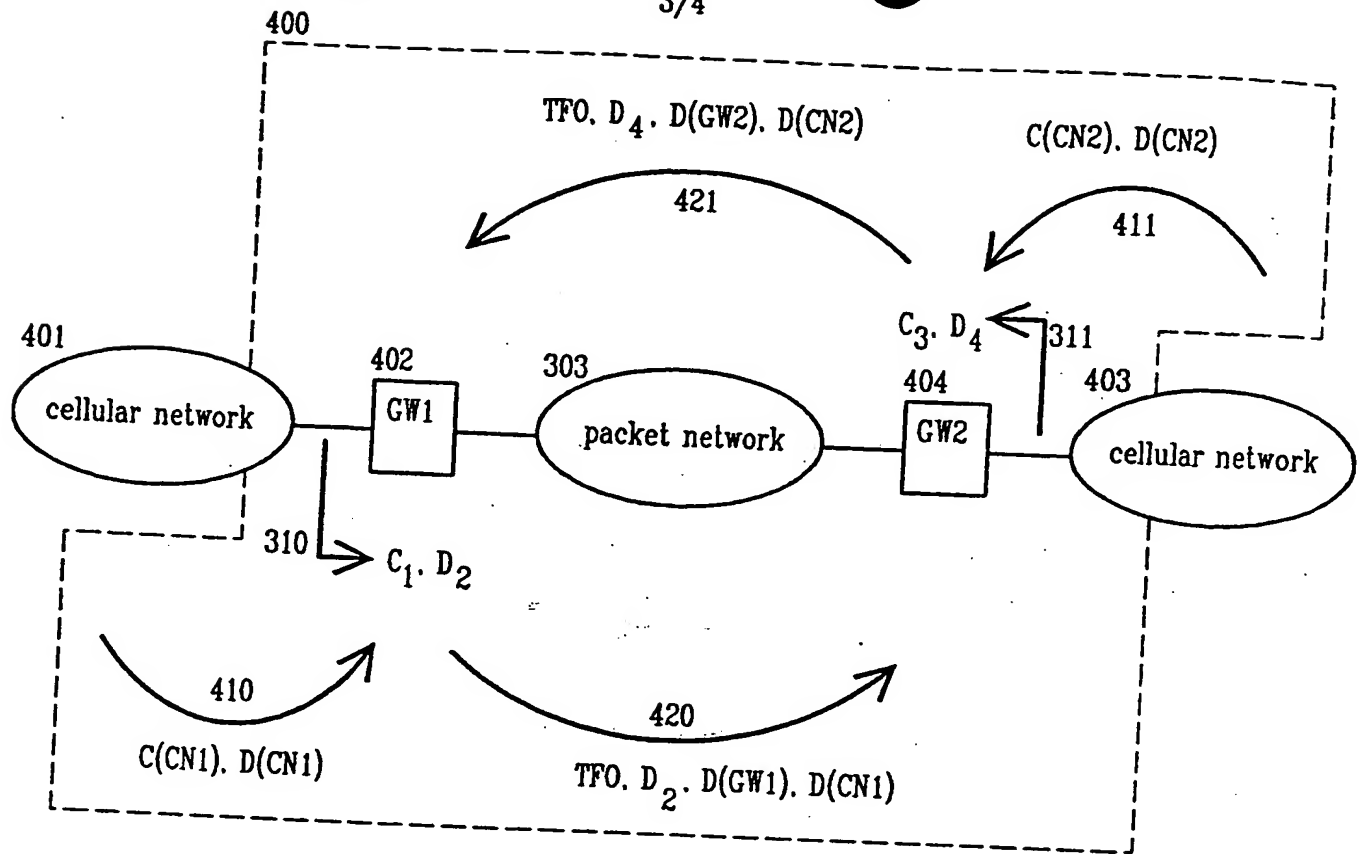 3/4
400
TFO. D4. D(GW2). D(CN2)
C(CN2). D(CN2)
421
411
C3. D4
311
401
402
303
404
403
cellular network
GW1
packet network
GW2
cellular network
310
C1. D2
410
420
C(CN1). D(CN1)
TFO. D2. D(GW1). D(CN1)